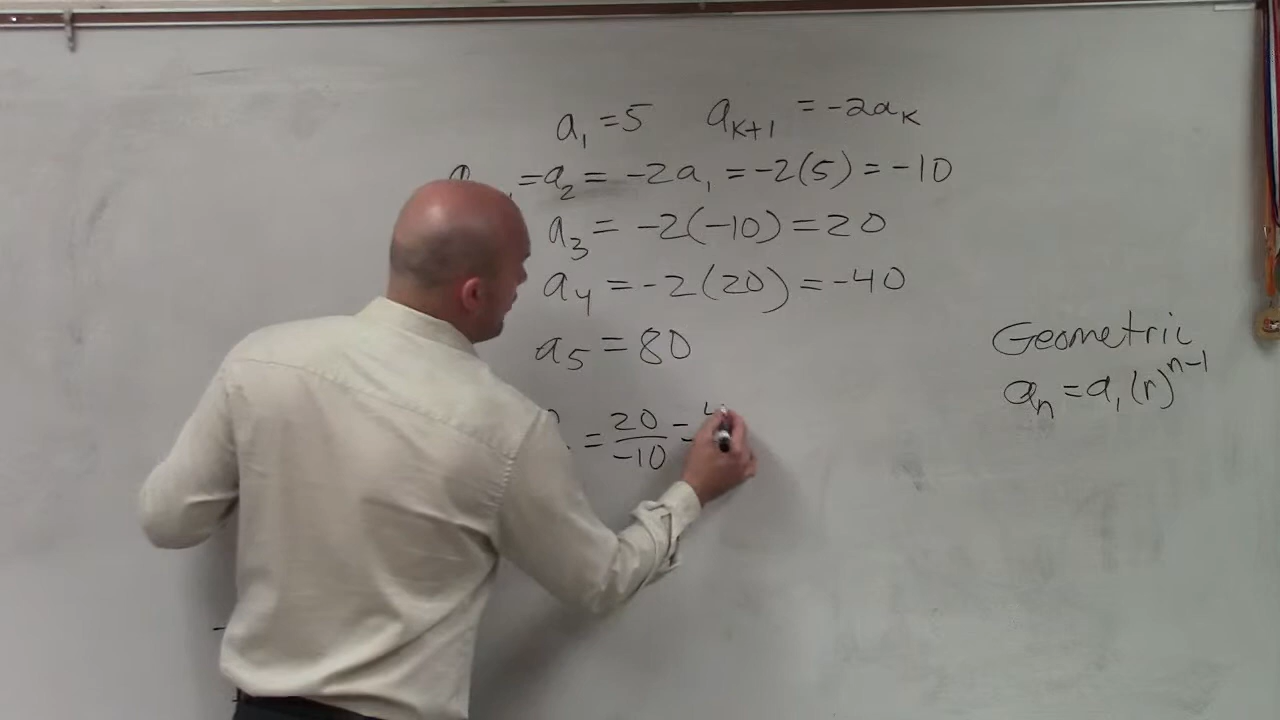 a₁ = 5 aₖ₊₁ = -2aₖ
= a₂ = -2a₁ = -2(5) = -10
a₃ = -2(-10) = 20
a₄ = -2(20) = -40
a₅ = 80
= 20/-10 =
Geometric
aₙ = a₁(r)ⁿ⁻¹